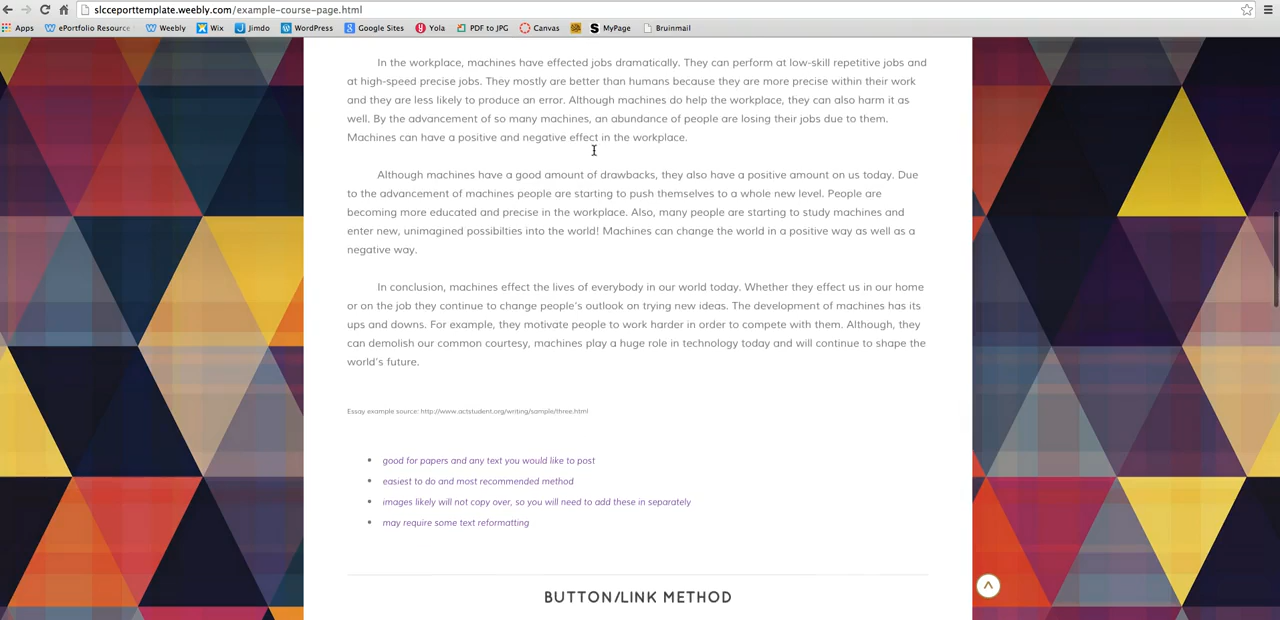 slcceporttemplate.weebly.com/example-course-page.html
Apps ePortfolio Resource Weebly Wix Jimdo WordPress Google Sites Yola PDF to JPG Canvas MyPage Bruinmail
In the workplace, machines have effected jobs dramatically. They can perform at low-skill repetitive jobs and
at high-speed precise jobs. They mostly are better than humans because they are more precise within their work
and they are less likely to produce an error. Although machines do help the workplace, they can also harm it as
well. By the advancement of so many machines, an abundance of people are losing their jobs due to them.
Machines can have a positive and negative effect in the workplace.
Although machines have a good amount of drawbacks, they also have a positive amount on us today. Due
to the advancement of machines people are starting to push themselves to a whole new level. People are
becoming more educated and precise in the workplace. Also, many people are starting to study machines and
enter new, unimagined possibilties into the world! Machines can change the world in a positive way as well as a
negative way.
In conclusion, machines effect the lives of everybody in our world today. Whether they effect us in our home
or on the job they continue to change people's outlook on trying new ideas. The development of machines has its
ups and downs. For example, they motivate people to work harder in order to compete with them. Although, they
can demolish our common courtesy, machines play a huge role in technology today and will continue to shape the
world's future.
Essay example source: http://www.actstudent.org/writing/sample/three.html
• good for papers and any text you would like to post
• easiest to do and most recommended method
• images likely will not copy over, so you will need to add these in separately
• may require some text reformatting
BUTTON/LINK METHOD